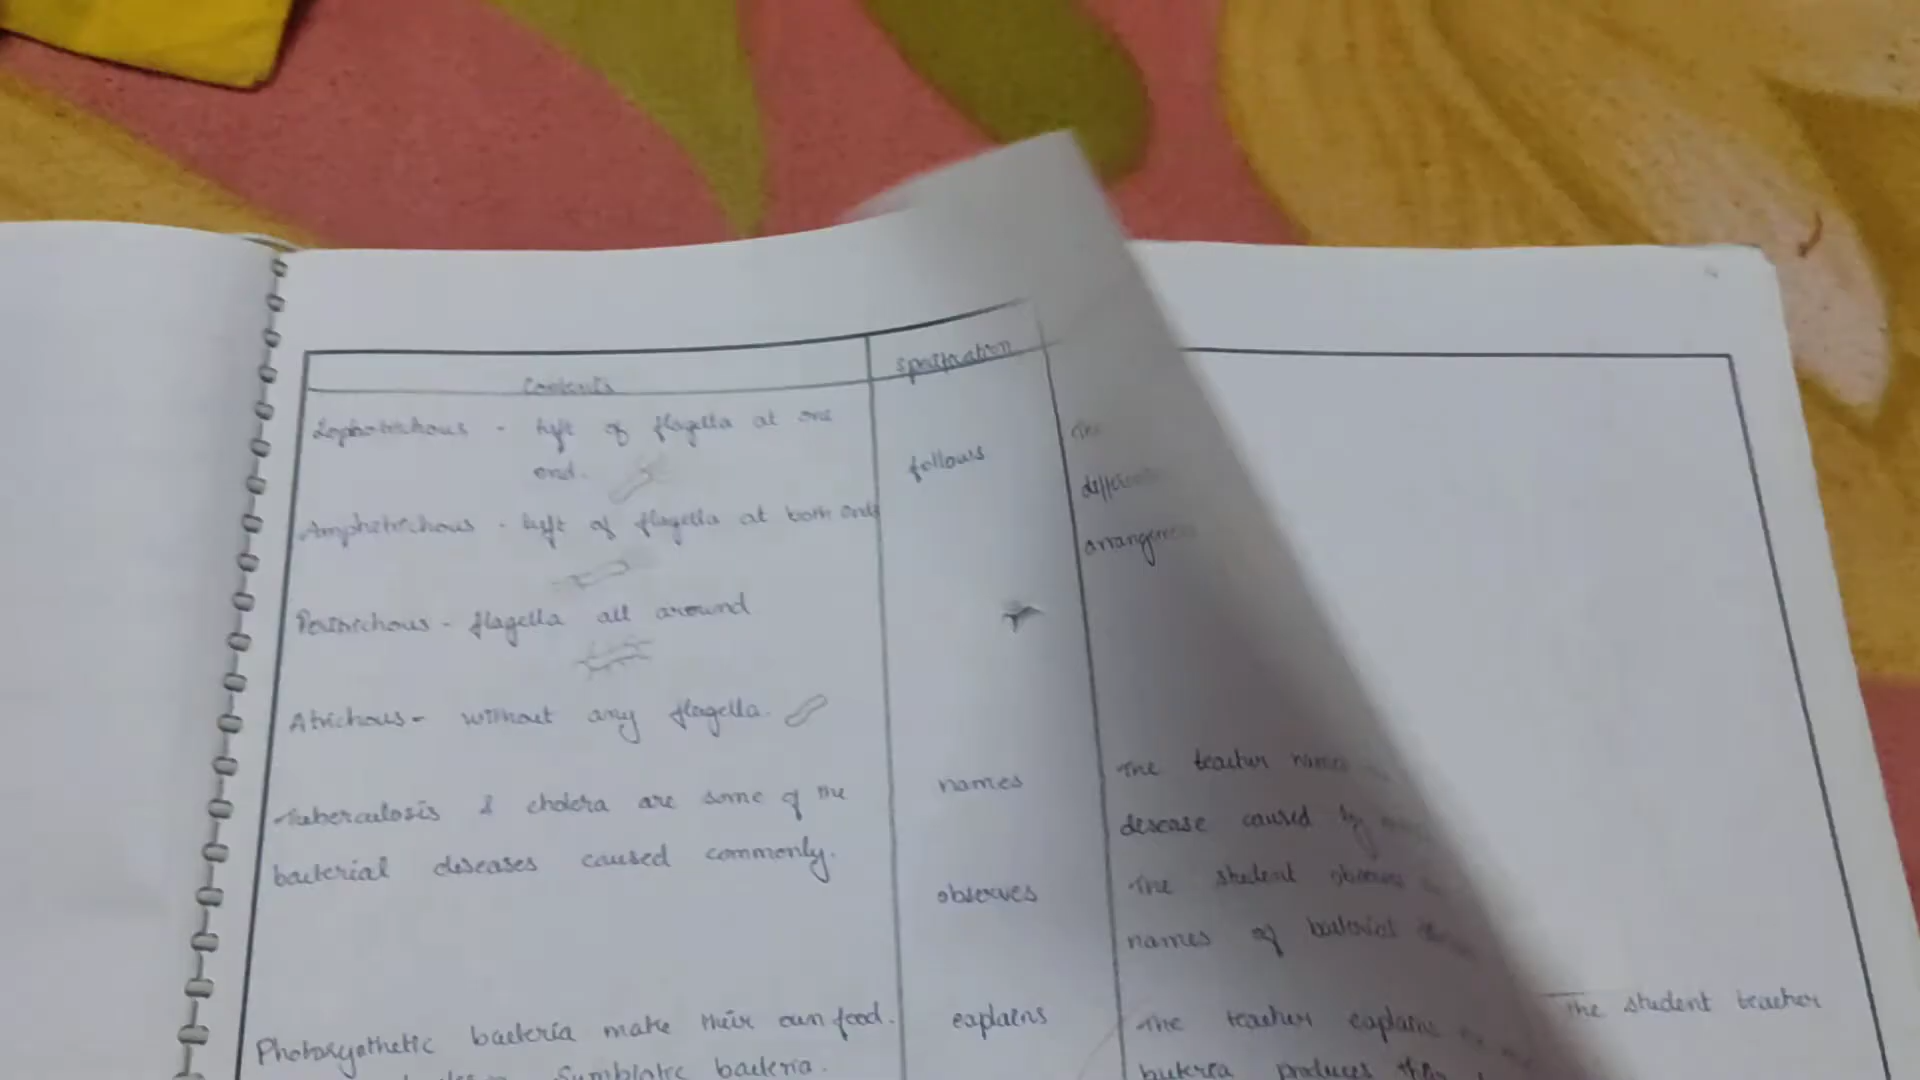 Contents
specification
Lophotrichous - tuft of flagella at one
end.
follows
Amphotrichous - tuft of flagella at both ends
arrangement
Peritrichous - flagella all around
Atrichous - without any flagella.
names
The teacher names
Tuberculosis & cholera are some of the
desease caused by
bacterial diseases caused commonly.
observes
The student observes
names of bacterial
Photosythetic bacteria make their own food.
explains
The teacher explains
The student teacher
Symbiotic bacteria.
bacteria produces